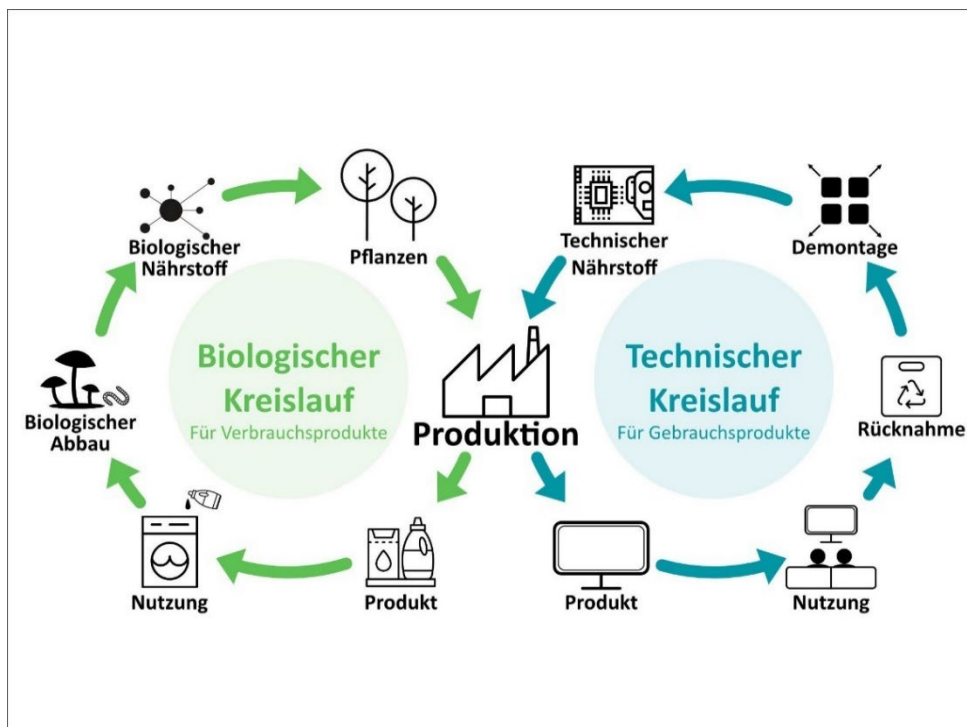 Biologischer
Nährstoff
Pflanzen
Technischer
Nährstoff
Demontage
Biologischer
Kreislauf
Für Verbrauchsprodukte
Technischer
Kreislauf
Für Gebrauchsprodukte
Biologischer
Abbau
Produktion
Rücknahme
Nutzung
Produkt
Produkt
Nutzung